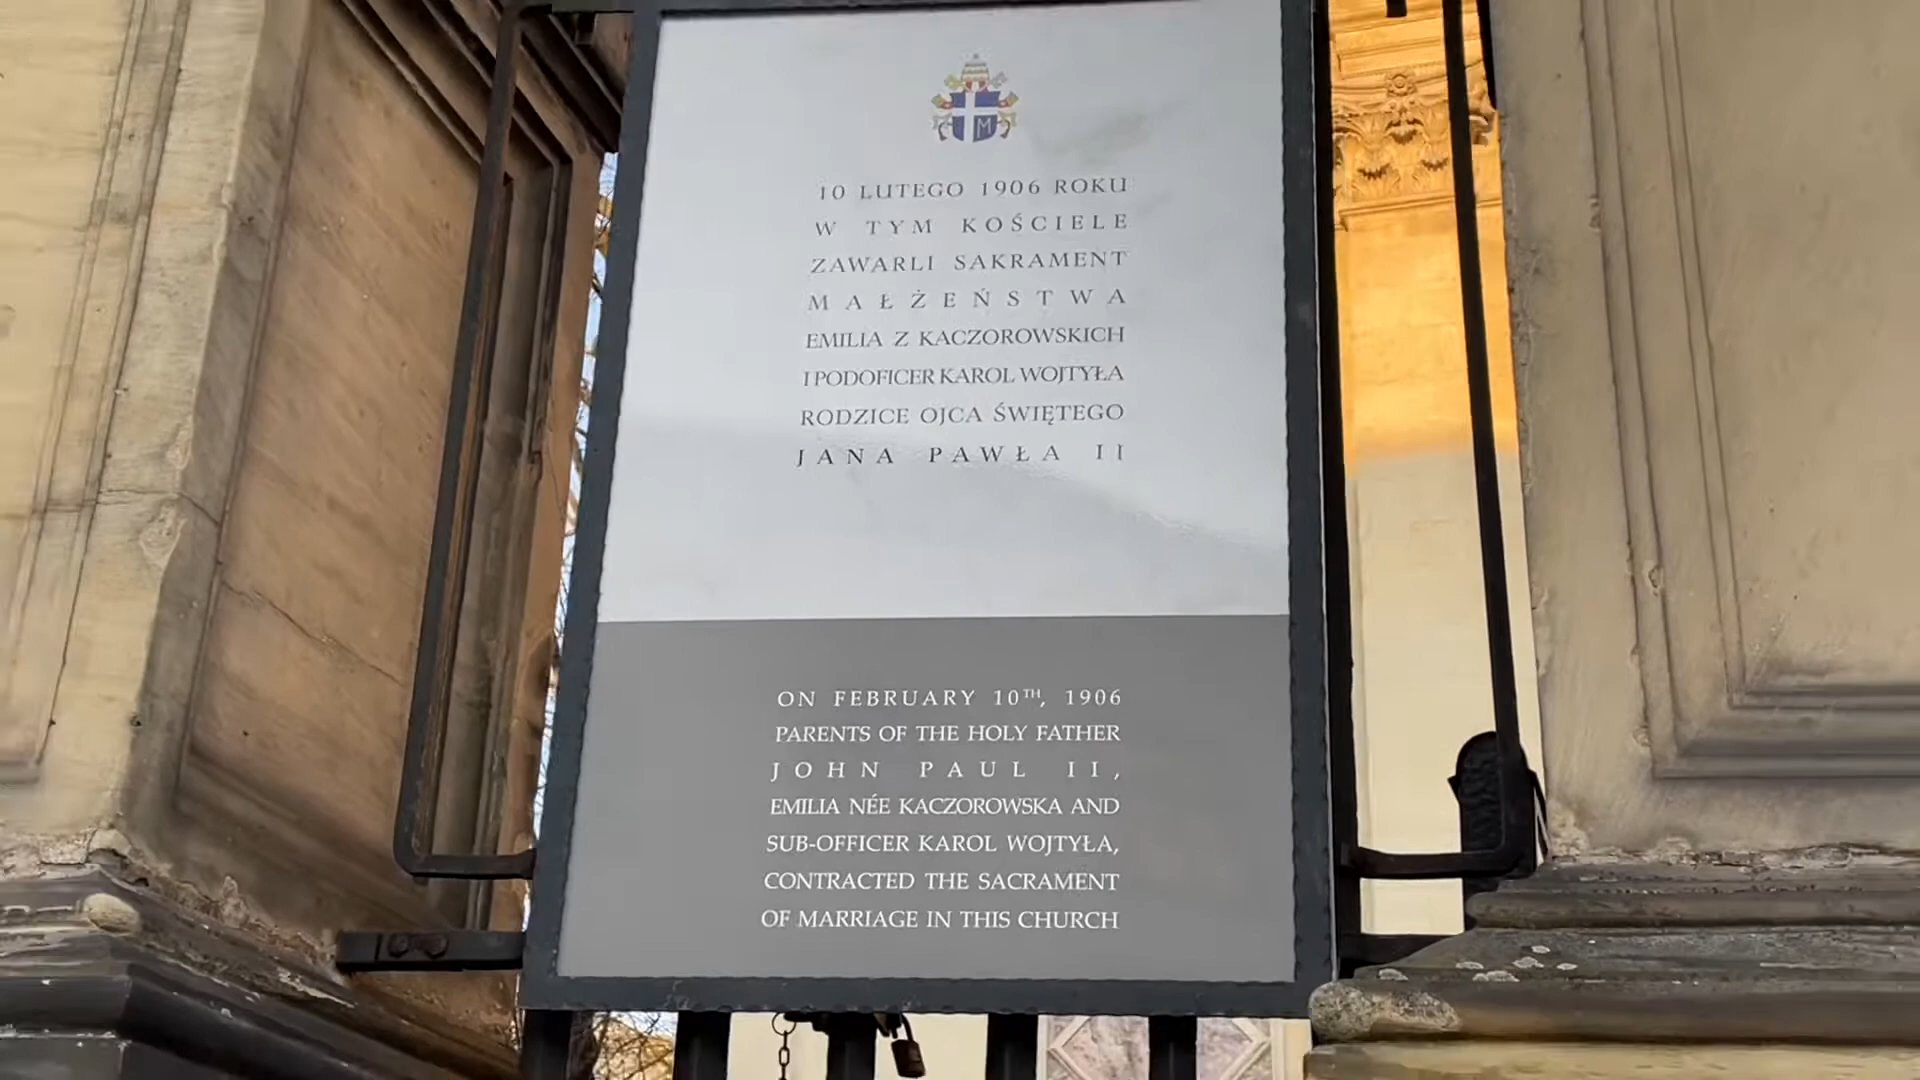 10 LUTEGO 1906 ROKU
W TYM KOŚCIELE
ZAWARLI SAKRAMENT
MAŁŻEŃSTWA
EMILIA Z KACZOROWSKICH
I PODOFICER KAROL WOJTYŁA
RODZICE OJCA ŚWIĘTEGO
JANA PAWŁA II
ON FEBRUARY 10TH, 1906
PARENTS OF THE HOLY FATHER
JOHN PAUL II,
EMILIA NÉE KACZOROWSKA AND
SUB-OFFICER KAROL WOJTYŁA,
CONTRACTED THE SACRAMENT
OF MARRIAGE IN THIS CHURCH